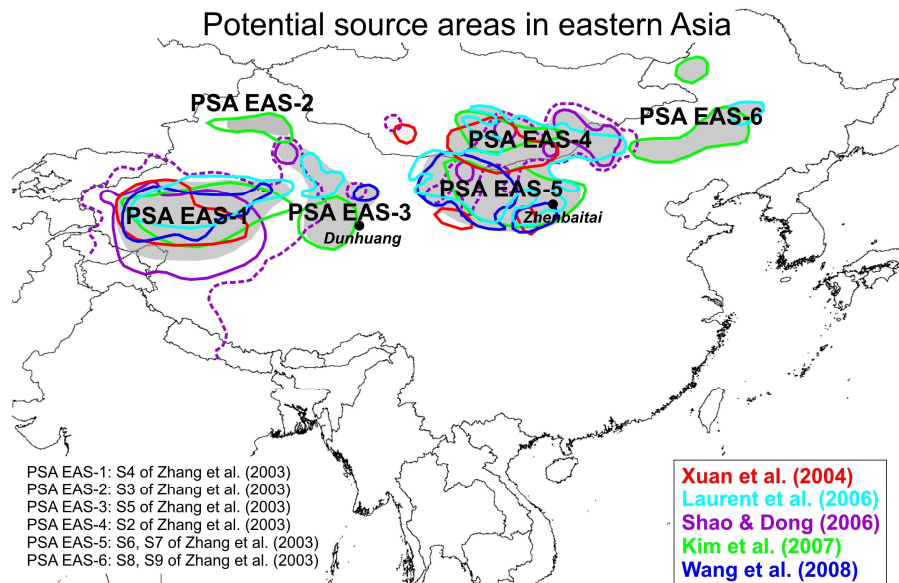 Potential source areas in eastern Asia
PSA EAS-2
PSA EAS-6
PSA EAS-4
PSA EAS-5
PSA EAS-1
PSA EAS-3
Zhenbaitai
Dunhuang
PSA EAS-1: S4 of Zhang et al. (2003)
PSA EAS-2: S3 of Zhang et al. (2003)
PSA EAS-3: S5 of Zhang et al. (2003)
PSA EAS-4: S2 of Zhang et al. (2003)
PSA EAS-5: S6, S7 of Zhang et al. (2003)
PSA EAS-6: S8, S9 of Zhang et al. (2003)
Xuan et al. (2004)
Laurent et al. (2006)
Shao & Dong (2006)
Kim et al. (2007)
Wang et al. (2008)